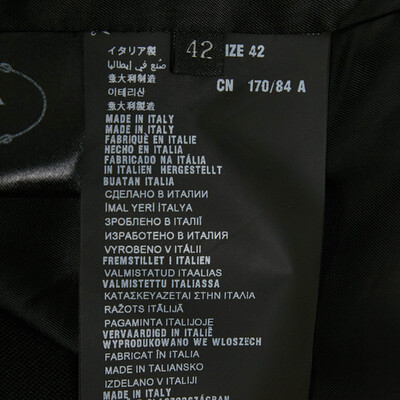 イタリア製
42
SIZE 42
صنع في إيطاليا
意大利制造
CN 170/84 A
이태리산
意大利製造
MADE IN ITALY
MADE IN ITALY
FABRIQUÉ EN ITALIE
HECHO EN ITALIA
FABRICADO NA ITÁLIA
IN ITALIEN HERGESTELLT
BUATAN ITALIA
СДЕЛАНО В ИТАЛИИ
İMAL YERİ İTALYA
ЗРОБЛЕНО В ІТАЛІЇ
ИЗРАБОТЕНО В ИТАЛИЯ
VYROBENO V ITÁLII
FREMSTILLET I ITALIEN
VALMISTATUD ITAALIAS
VALMISTETTU ITALIASSA
ΚΑΤΑΣΚΕΥΑΖΕΤΑΙ ΣΤΗΝ ΙΤΑΛΙΑ
RAŽOTS ITĀLIJĀ
PAGAMINTA ITALIJOJE
VERVAARDIGD IN ITALIË
WYPRODUKOWANO WE WŁOSZECH
FABRICAT ÎN ITALIA
MADE IN TALIANSKO
IZDELANO V ITALIJI